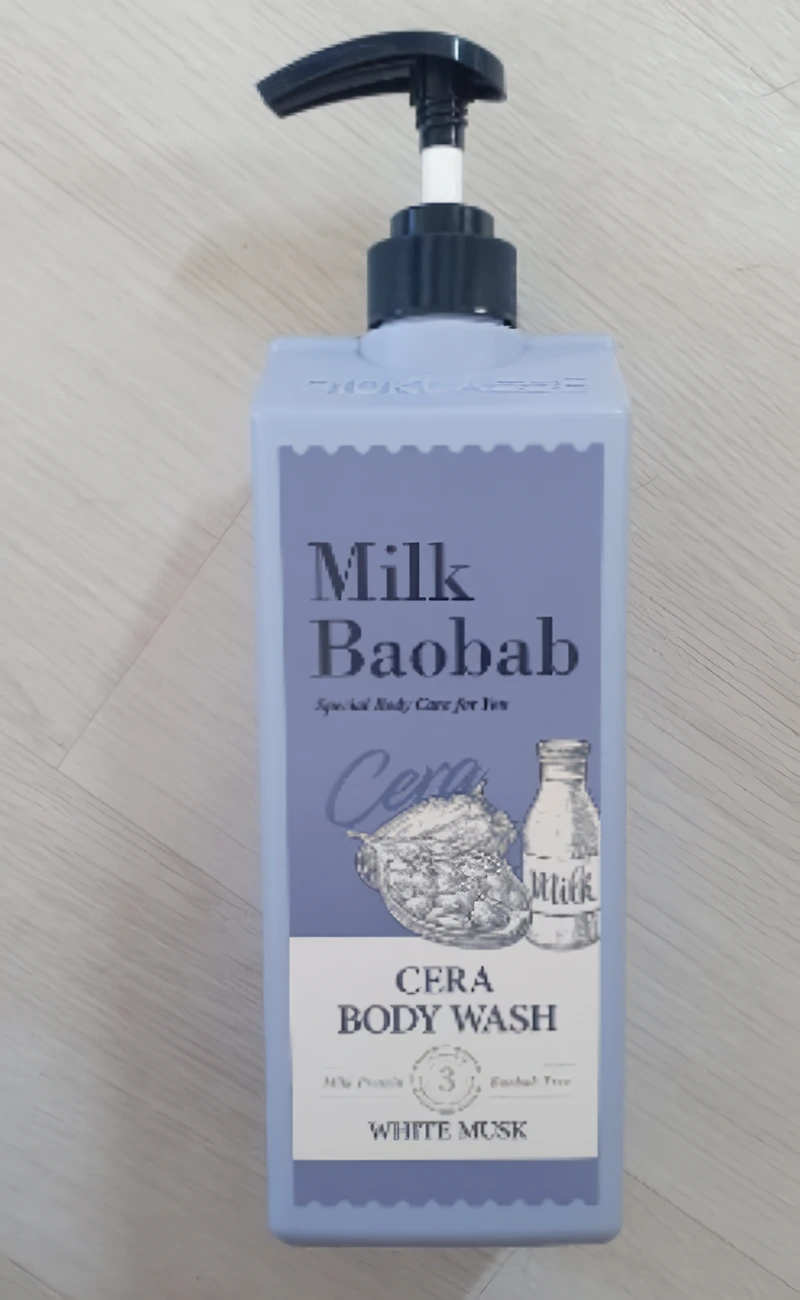 Milk
Baobab
Special Body Care for You
Cera
Milk
CERA
BODY WASH
Milk Protein 3 Baobab Tree
WHITE MUSK